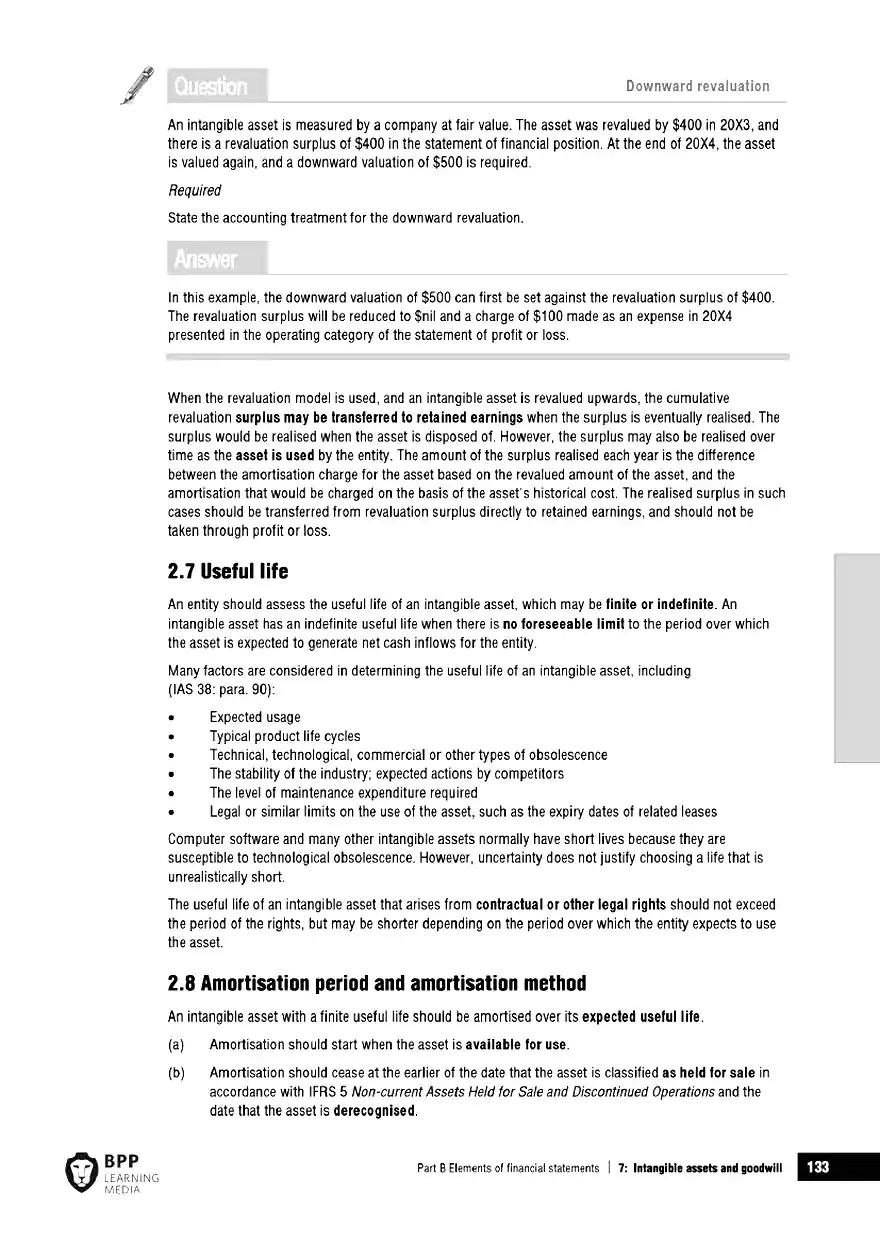 Question
Downward revaluation
An intangible asset is measured by a company at fair value. The asset was revalued by $400 in 20X3, and
there is a revaluation surplus of $400 in the statement of financial position. At the end of 20X4, the asset
is valued again, and a downward valuation of $500 is required.
Required
State the accounting treatment for the downward revaluation.
Answer
In this example, the downward valuation of $500 can first be set against the revaluation surplus of $400.
The revaluation surplus will be reduced to $nil and a charge of $100 made as an expense in 20X4
presented in the operating category of the statement of profit or loss.
When the revaluation model is used, and an intangible asset is revalued upwards, the cumulative
revaluation surplus may be transferred to retained earnings when the surplus is eventually realised. The
surplus would be realised when the asset is disposed of. However, the surplus may also be realised over
time as the asset is used by the entity. The amount of the surplus realised each year is the difference
between the amortisation charge for the asset based on the revalued amount of the asset, and the
amortisation that would be charged on the basis of the asset's historical cost. The realised surplus in such
cases should be transferred from revaluation surplus directly to retained earnings, and should not be
taken through profit or loss.
2.7 Useful life
An entity should assess the useful life of an intangible asset, which may be finite or indefinite. An
intangible asset has an indefinite useful life when there is no foreseeable limit to the period over which
the asset is expected to generate net cash inflows for the entity.
Many factors are considered in determining the useful life of an intangible asset, including
(IAS 38: para. 90):
• Expected usage
• Typical product life cycles
• Technical, technological, commercial or other types of obsolescence
• The stability of the industry; expected actions by competitors
• The level of maintenance expenditure required
• Legal or similar limits on the use of the asset, such as the expiry dates of related leases
Computer software and many other intangible assets normally have short lives because they are
susceptible to technological obsolescence. However, uncertainty does not justify choosing a life that is
unrealistically short.
The useful life of an intangible asset that arises from contractual or other legal rights should not exceed
the period of the rights, but may be shorter depending on the period over which the entity expects to use
the asset.
2.8 Amortisation period and amortisation method
An intangible asset with a finite useful life should be amortised over its expected useful life.
(a) Amortisation should start when the asset is available for use.
(b) Amortisation should cease at the earlier of the date that the asset is classified as held for sale in
accordance with IFRS 5 Non-current Assets Held for Sale and Discontinued Operations and the
date that the asset is derecognised.
BPP
LEARNING
MEDIA
Part B Elements of financial statements | 7: Intangible assets and goodwill 133